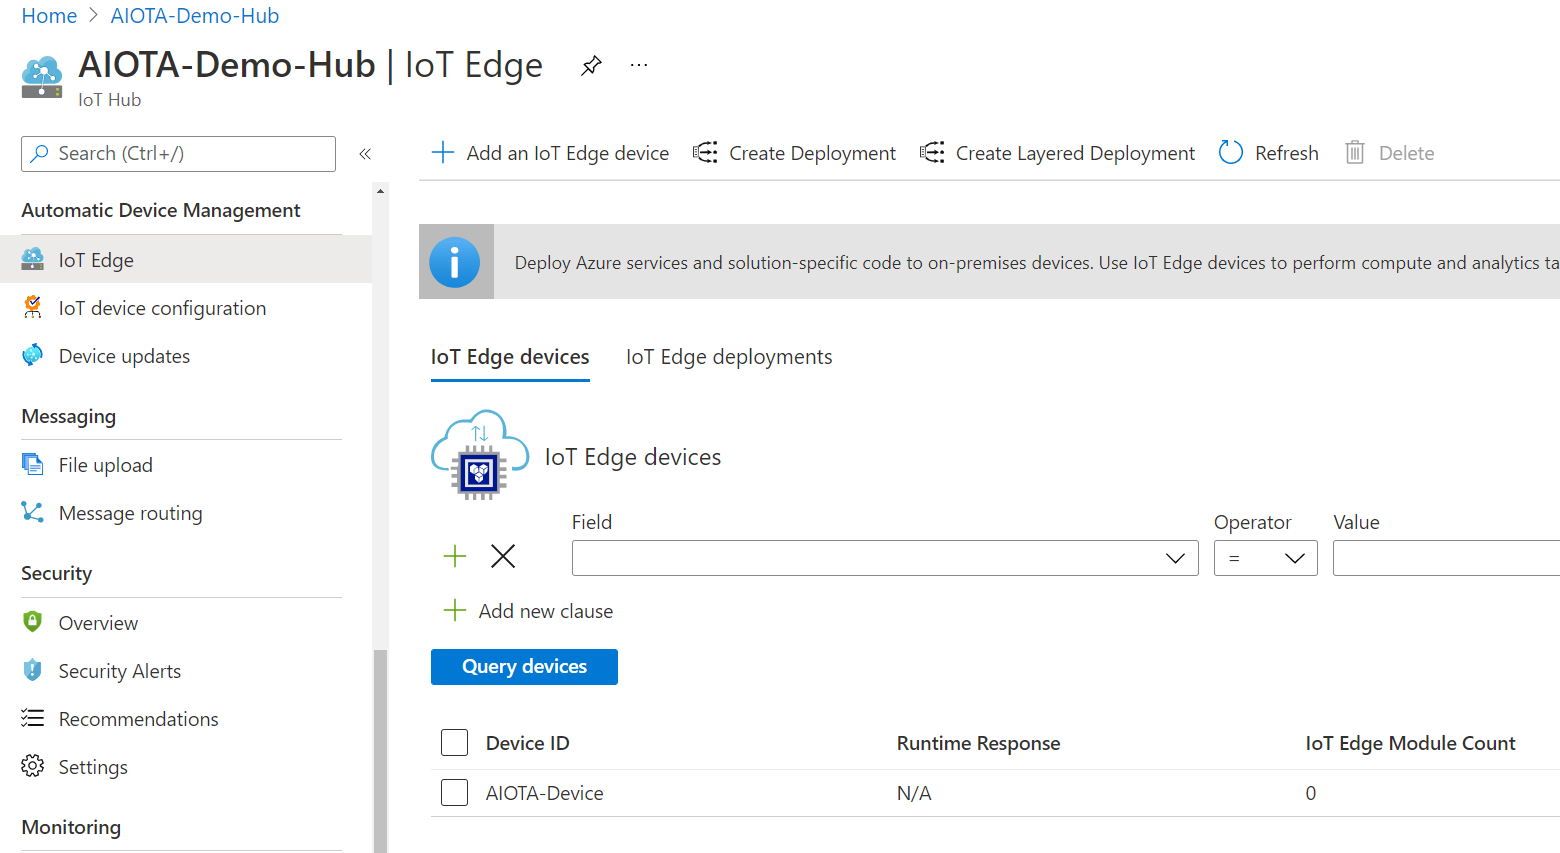 Home > AIOTA-Demo-Hub
AIOTA-Demo-Hub | IoT Edge
IoT Hub
Search (Ctrl+/)
«
Add an IoT Edge device
Create Deployment
Create Layered Deployment
Refresh
Delete
Automatic Device Management
IoT Edge
IoT device configuration
Device updates
Messaging
File upload
Message routing
Security
Overview
Security Alerts
Recommendations
Settings
Monitoring
Deploy Azure services and solution-specific code to on-premises devices. Use IoT Edge devices to perform compute and analytics ta
IoT Edge devices
IoT Edge deployments
IoT Edge devices
Field
Operator
Value
=
Add new clause
Query devices
Device ID Runtime Response IoT Edge Module Count
AIOTA-Device N/A 0